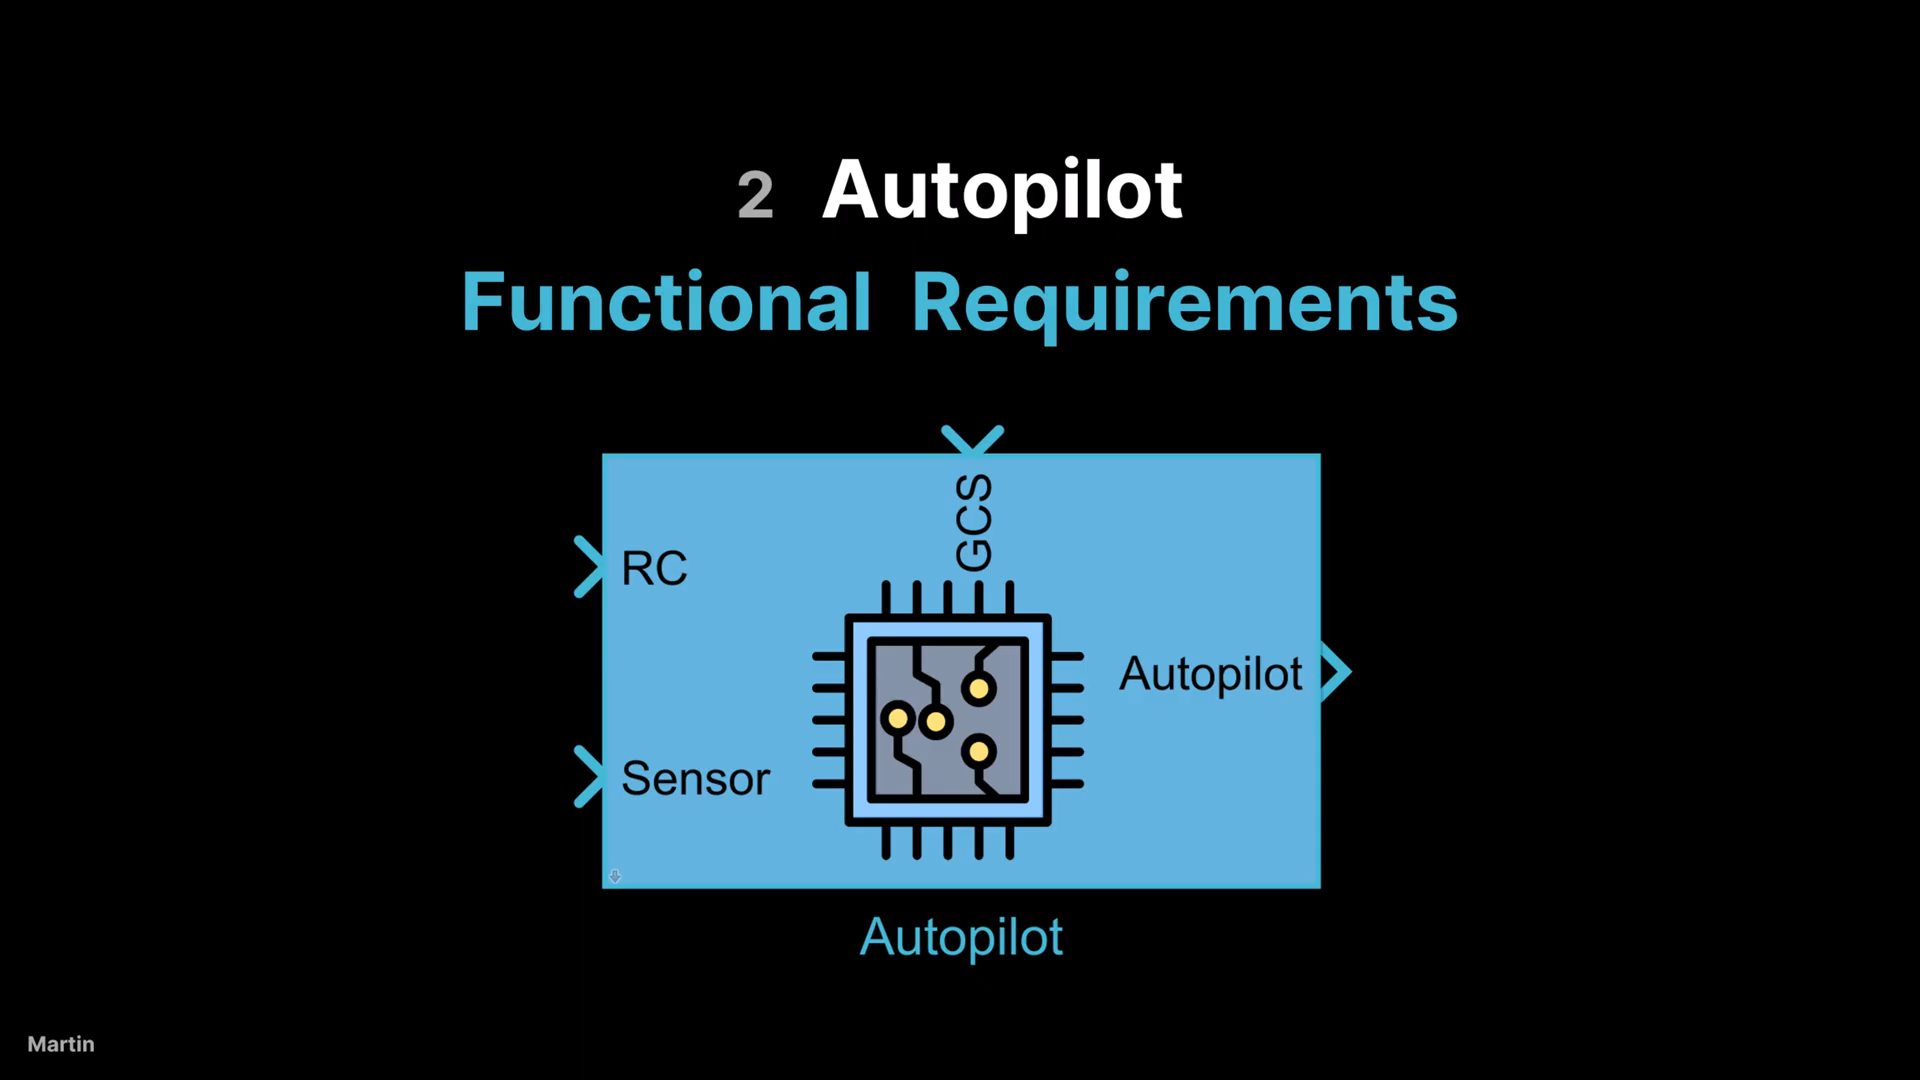 2 Autopilot
Functional Requirements
GCS
RC
Autopilot
Sensor
Autopilot
Martin